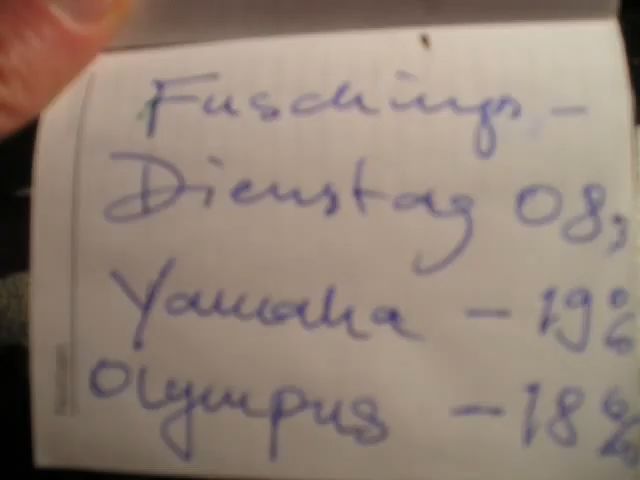 Faschings-
Dienstag 08,
Yamaha - 19%
Olympus - 18%